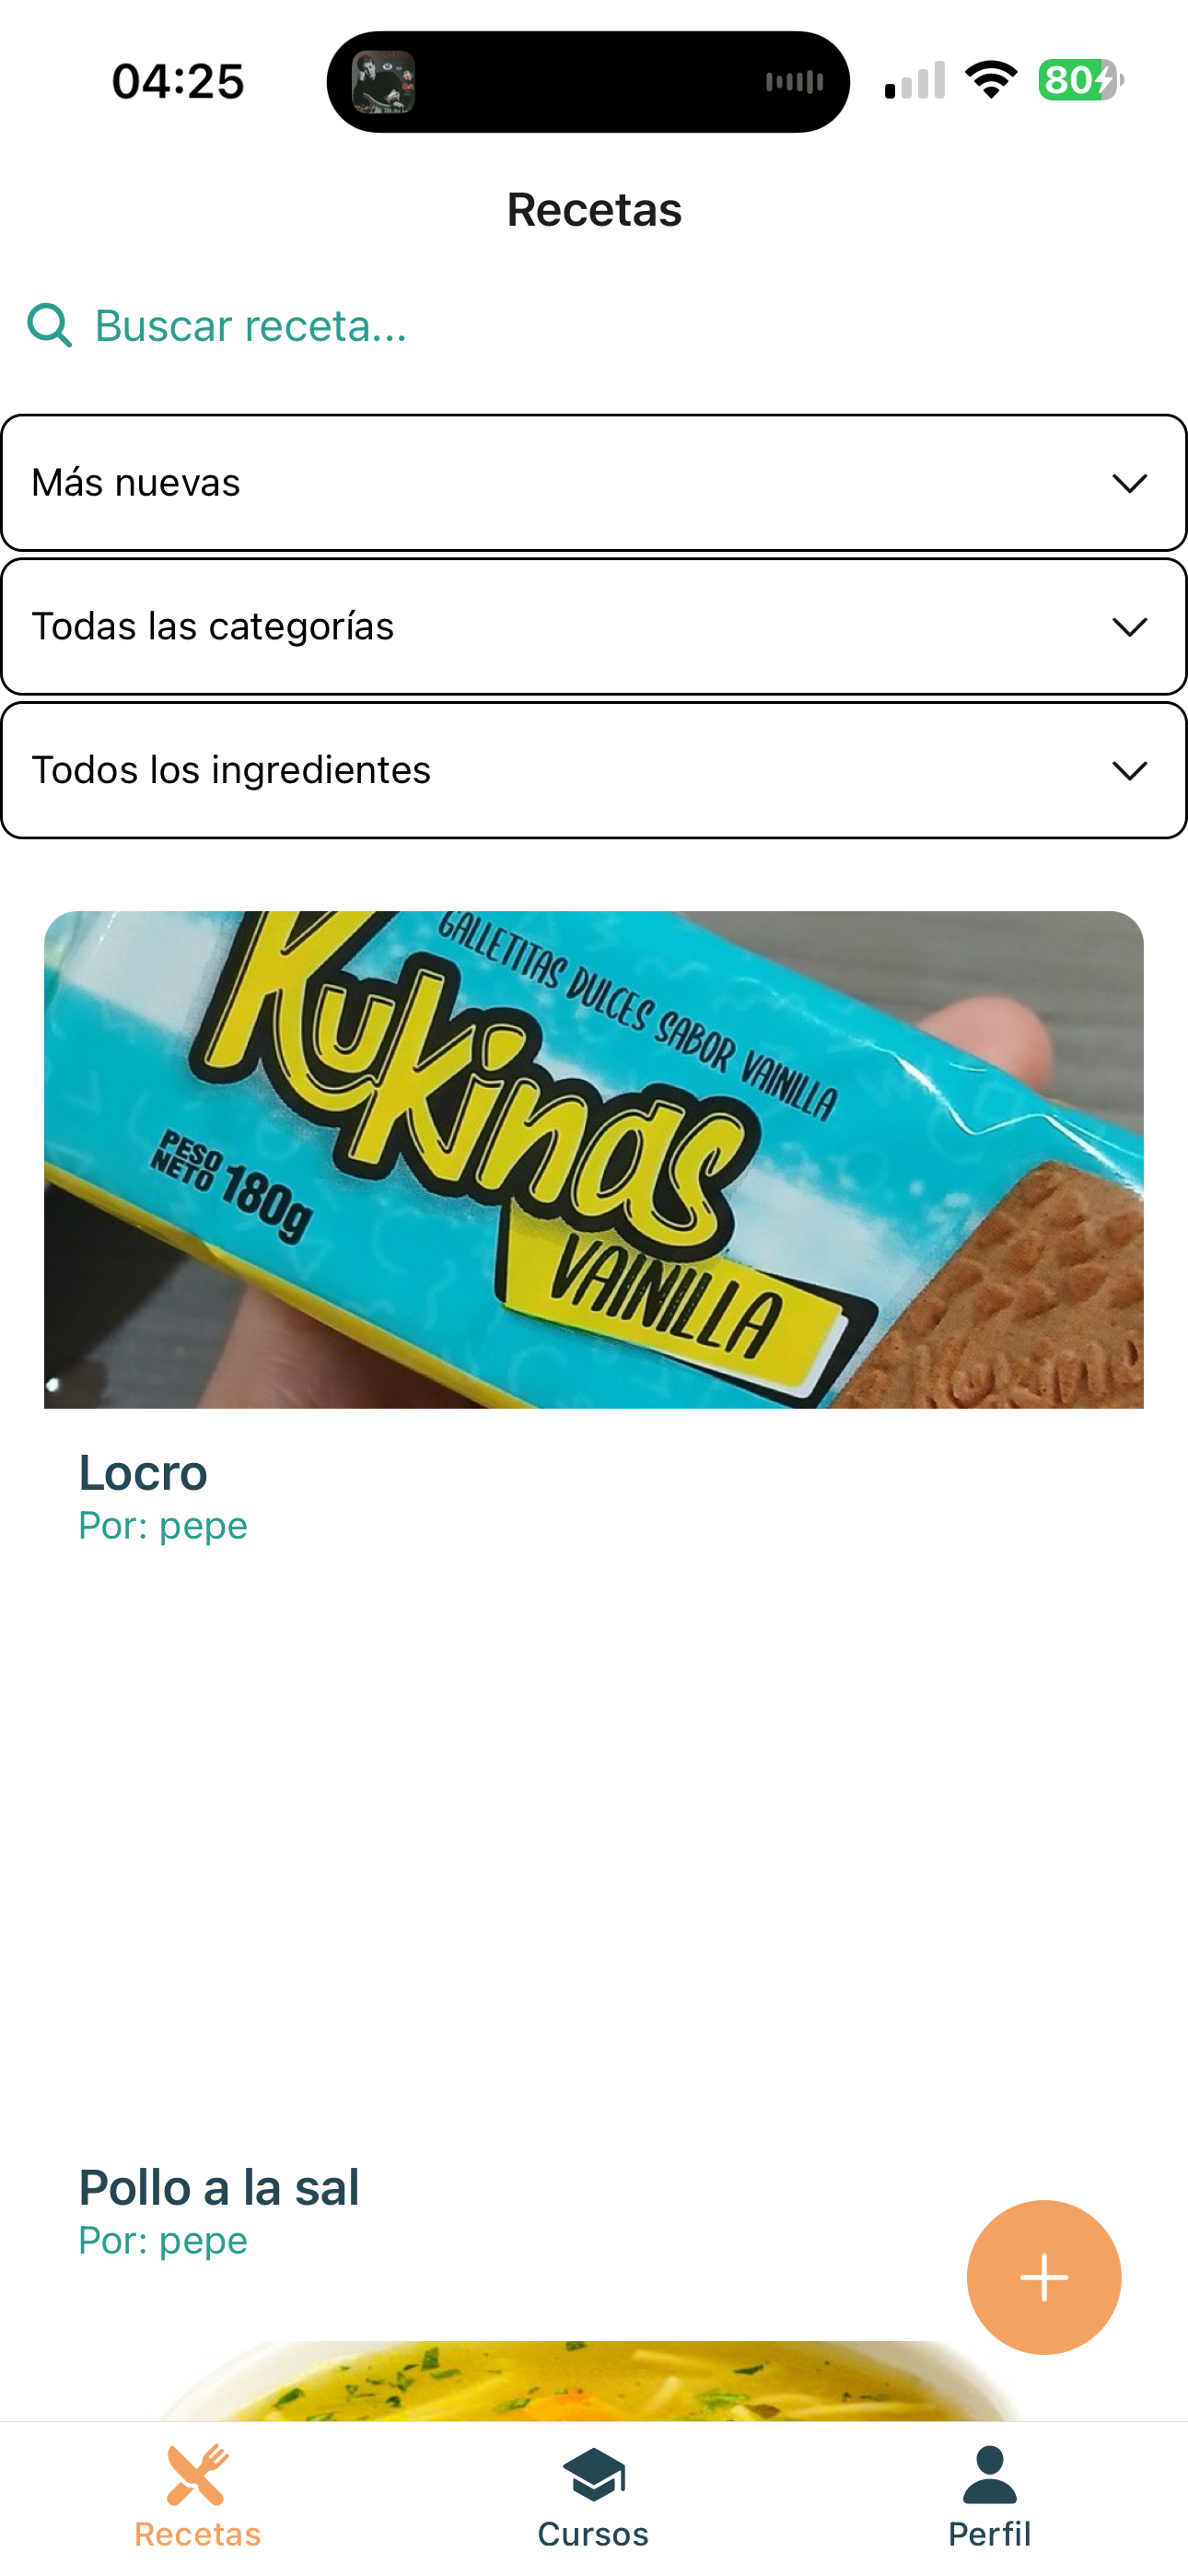 04:25
80
Recetas
Buscar receta...
Más nuevas
Todas las categorías
Todos los ingredientes
GALLETITAS DULCES SABOR VAINILLA
Kukinas
PESO
NETO 180g
VAINILLA
Locro
Por: pepe
Pollo a la sal
Por: pepe
Recetas
Cursos
Perfil